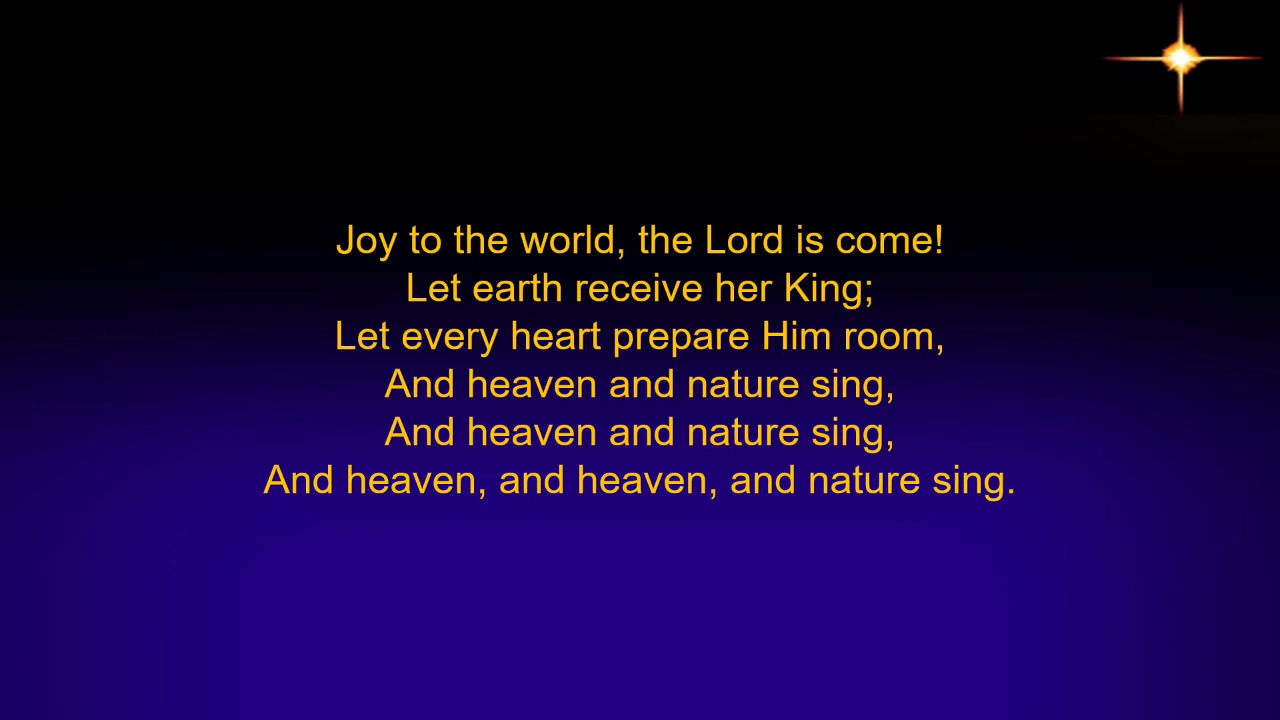 Joy to the world, the Lord is come!
Let earth receive her King;
Let every heart prepare Him room,
And heaven and nature sing,
And heaven and nature sing,
And heaven, and heaven, and nature sing.